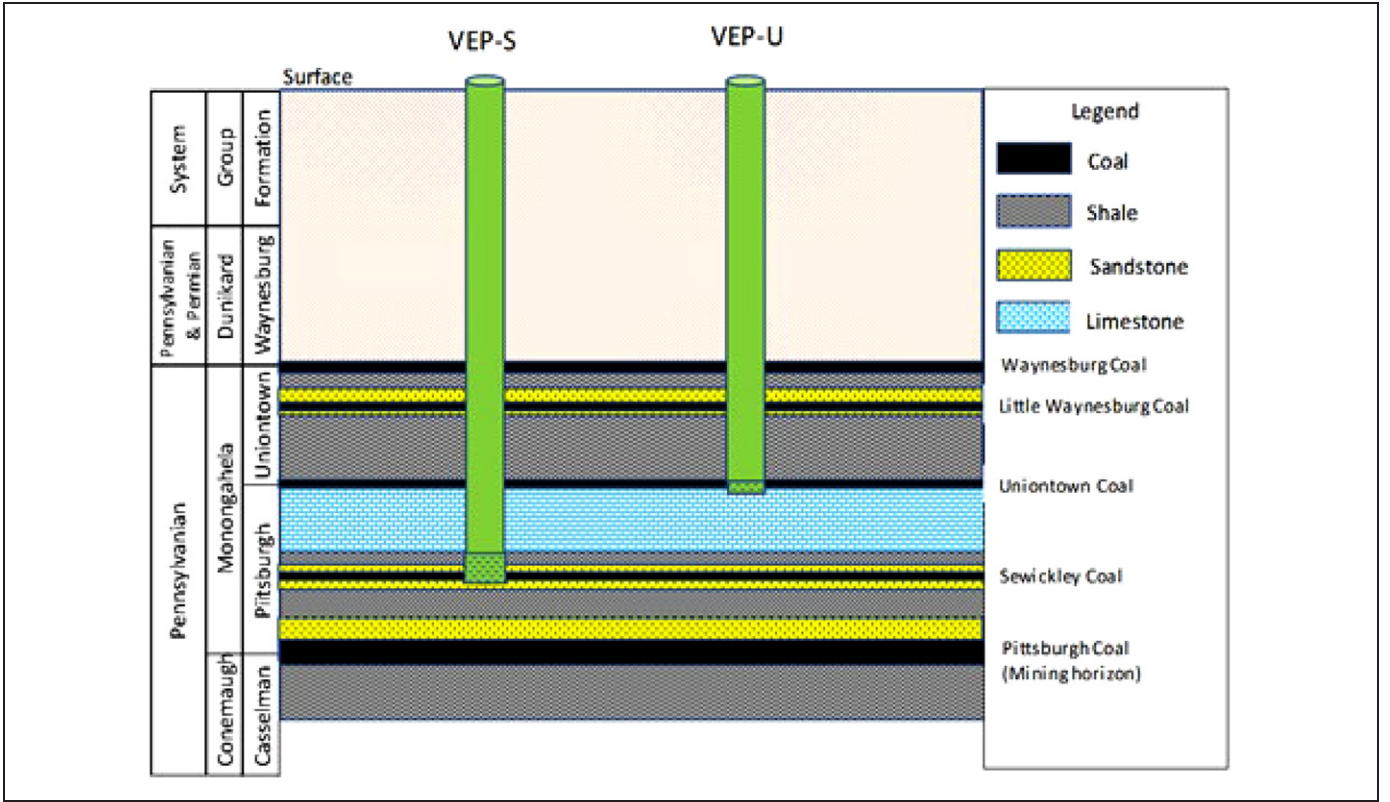 VEP-S
VEP-U
Surface
System
Group
Formation
Pennsylvanian
& Permian
Dunikard
Waynesburg
Pennsylvanian
Monongahela
Uniontown
Pittsburgh
Conemaugh
Casselman
Legend
Coal
Shale
Sandstone
Limestone
Waynesburg Coal
Little Waynesburg Coal
Uniontown Coal
Sewickley Coal
Pittsburgh Coal
(Mining horizon)